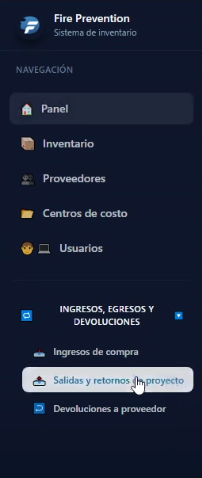 Fire Prevention
Sistema de inventario
NAVEGACIÓN
Panel
Inventario
Proveedores
Centros de costo
Usuarios
INGRESOS, EGRESOS Y
DEVOLUCIONES
Ingresos de compra
Salidas y retornos de proyecto
Devoluciones a proveedor